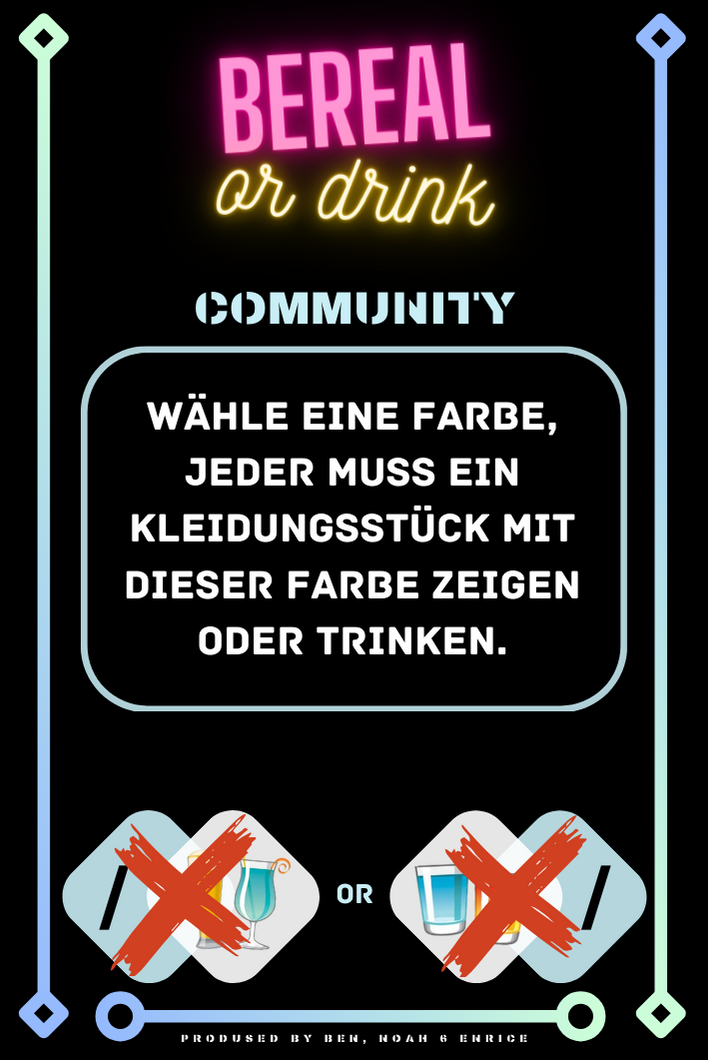 BEREAL
or drink
COMMUNITY
WÄHLE EINE FARBE,
JEDER MUSS EIN
KLEIDUNGSSTÜCK MIT
DIESER FARBE ZEIGEN
ODER TRINKEN.
/ OR /
PRODUSED BY BEN, NOAH & ENRICE